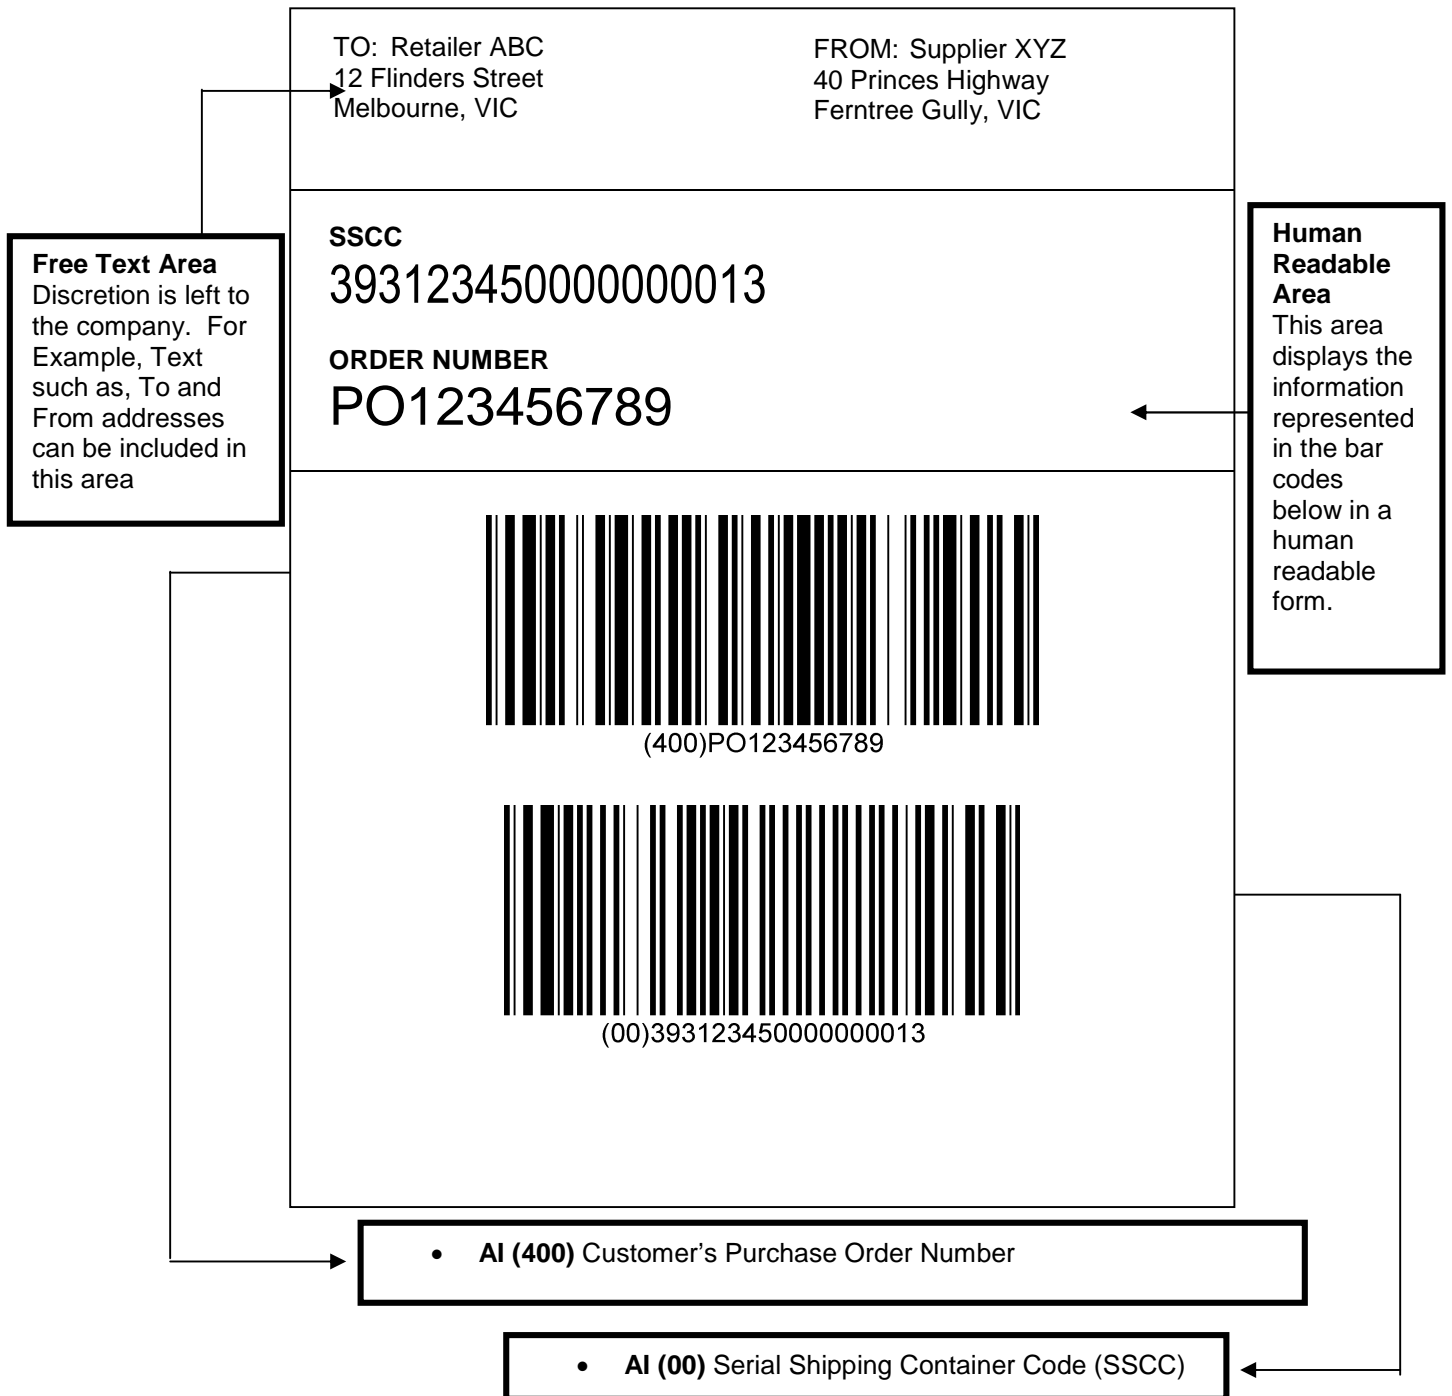 TO: Retailer ABC
12 Flinders Street
Melbourne, VIC
FROM: Supplier XYZ
40 Princes Highway
Ferntree Gully, VIC
Free Text Area
Discretion is left to
the company. For
Example, Text
such as, To and
From addresses
can be included in
this area
SSCC
393123450000000013
ORDER NUMBER
PO123456789
Human
Readable
Area
This area
displays the
information
represented
in the bar
codes
below in a
human
readable
form.
(400)PO123456789
(00)393123450000000013
• AI (400) Customer’s Purchase Order Number
• AI (00) Serial Shipping Container Code (SSCC)